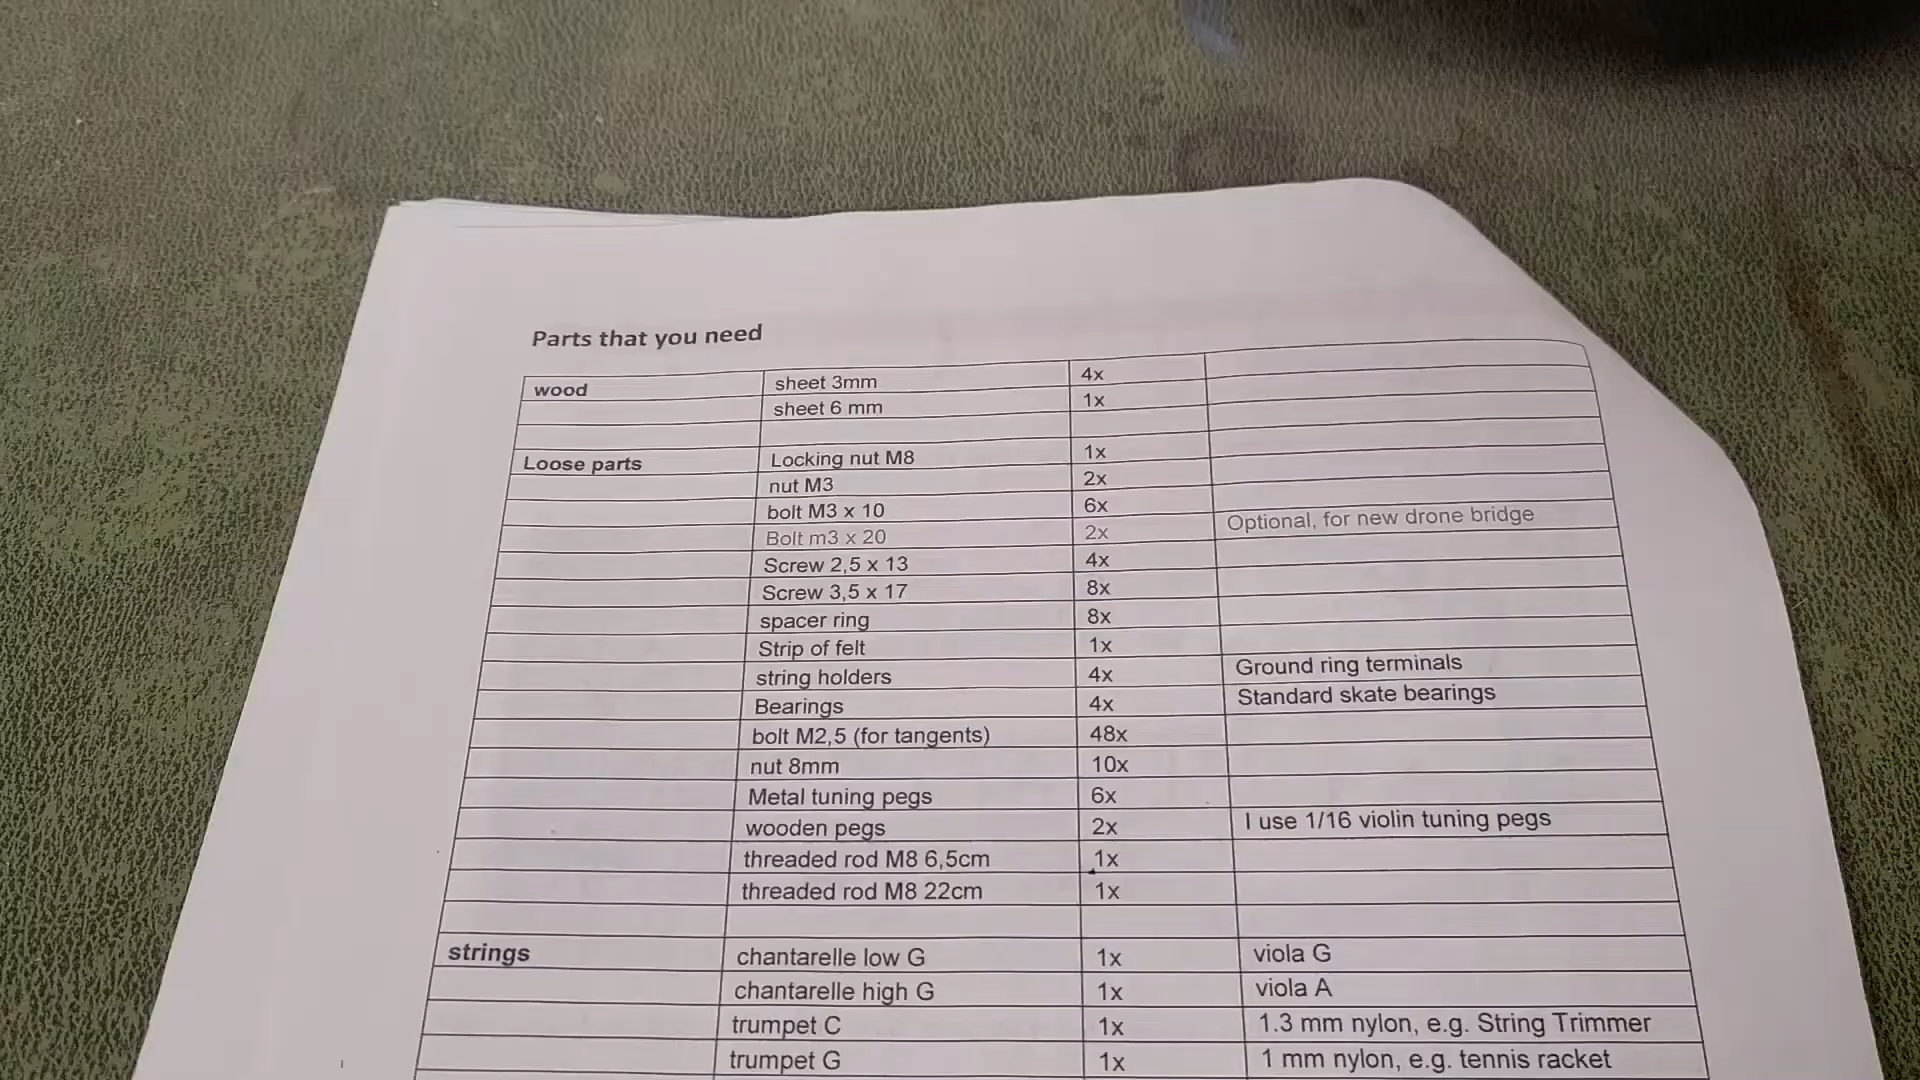 Parts that you need
wood sheet 3mm 4x
sheet 6 mm 1x
Loose parts Locking nut M8 1x
nut M3 2x
bolt M3 x 10 6x
Bolt m3 x 20 2x Optional, for new drone bridge
Screw 2,5 x 13 4x
Screw 3,5 x 17 8x
spacer ring 8x
Strip of felt 1x
string holders 4x Ground ring terminals
Bearings 4x Standard skate bearings
bolt M2,5 (for tangents) 48x
nut 8mm 10x
Metal tuning pegs 6x
wooden pegs 2x I use 1/16 violin tuning pegs
threaded rod M8 6,5cm 1x
threaded rod M8 22cm 1x
strings chantarelle low G 1x viola G
chantarelle high G 1x viola A
trumpet C 1x 1.3 mm nylon, e.g. String Trimmer
trumpet G 1x 1 mm nylon, e.g. tennis racket